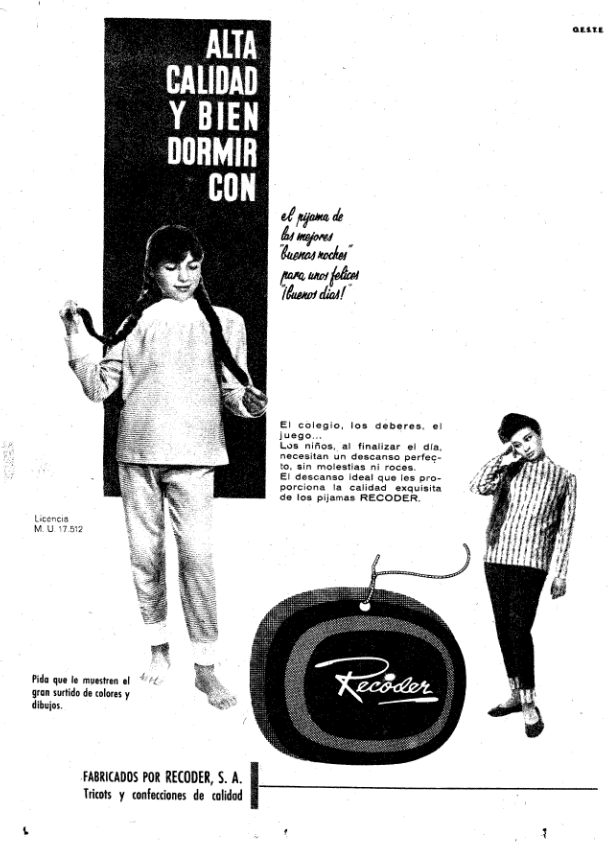 O.E.S.T.E.
ALTA
CALIDAD
Y BIEN
DORMIR
CON
el pijama de
las mejores
"buenas noches"
para unos felices
"¡buenos dias!"
El colegio, los deberes, el
juego...
Los niños, al finalizar el día,
necesitan un descanso perfec-
to, sin molestias ni roces.
El descanso ideal que les pro-
porciona la calidad exquisita
de los pijamas RECODER.
Licencia
M. U. 17.512
Recoder
Pida que le muestren el
gran surtido de colores y
dibujos.
FABRICADOS POR RECODER, S. A.
Tricots y confecciones de calidad